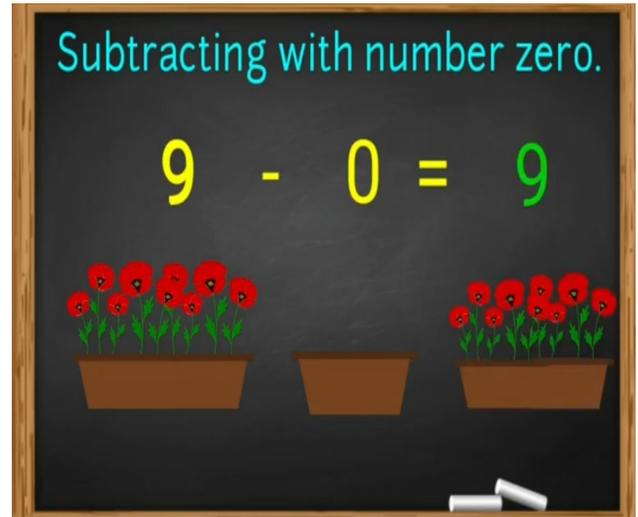 Subtracting with number zero.
9 - 0 = 9